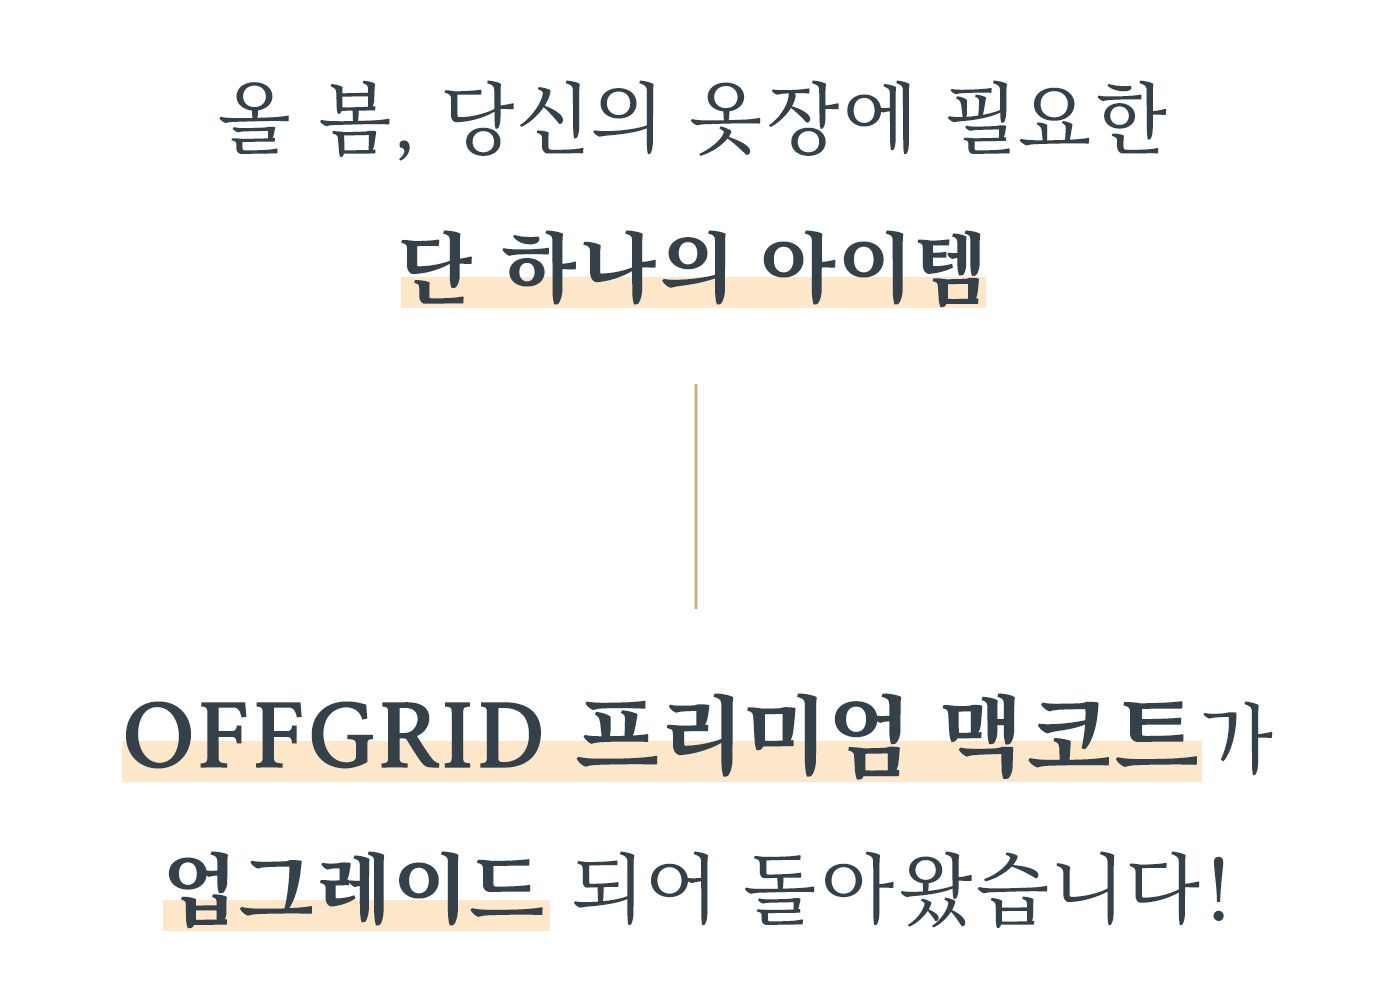 올 봄, 당신의 옷장에 필요한
단 하나의 아이템
OFFGRID 프리미엄 맥코트가
업그레이드 되어 돌아왔습니다!